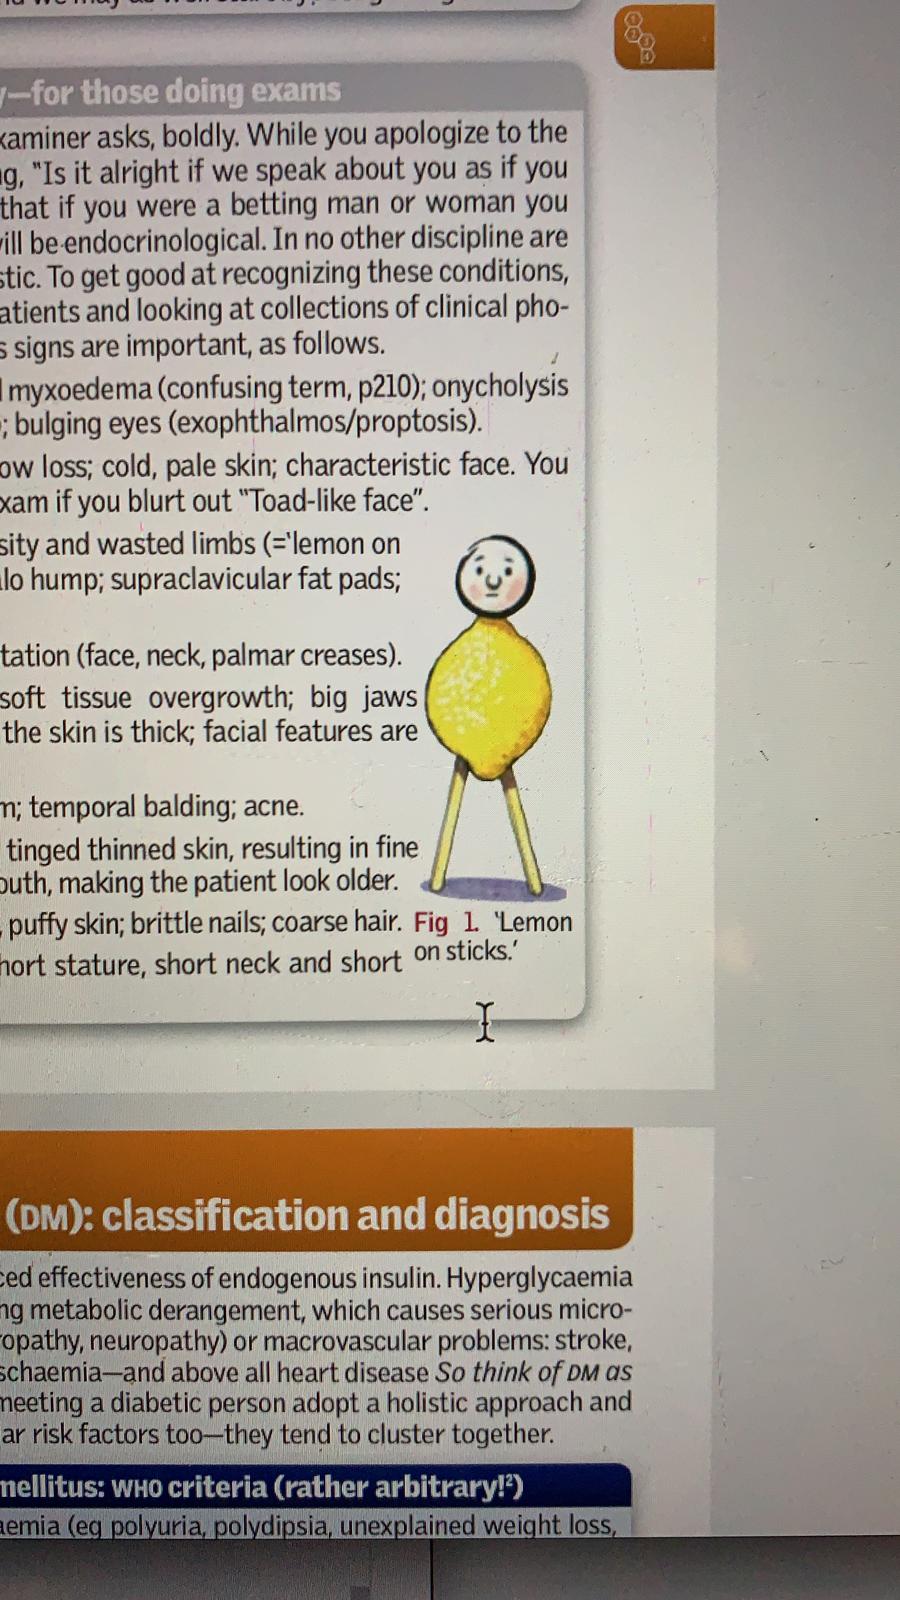 y—for those doing exams
xaminer asks, boldly. While you apologize to the
ng, "Is it alright if we speak about you as if you
that if you were a betting man or woman you
vill be endocrinological. In no other discipline are
stic. To get good at recognizing these conditions,
atients and looking at collections of clinical pho-
s signs are important, as follows.
myxoedema (confusing term, p210); onycholysis
; bulging eyes (exophthalmos/proptosis).
ow loss; cold, pale skin; characteristic face. You
xam if you blurt out "Toad-like face".
sity and wasted limbs (='lemon on
lo hump; supraclavicular fat pads;
tation (face, neck, palmar creases).
soft tissue overgrowth; big jaws
the skin is thick; facial features are
m; temporal balding; acne.
tinged thinned skin, resulting in fine
outh, making the patient look older.
, puffy skin; brittle nails; coarse hair.
hort stature, short neck and short
Fig 1. 'Lemon
on sticks.'
(DM): classification and diagnosis
ced effectiveness of endogenous insulin. Hyperglycaemia
ng metabolic derangement, which causes serious micro-
opathy, neuropathy) or macrovascular problems: stroke,
schaemia—and above all heart disease So think of DM as
meeting a diabetic person adopt a holistic approach and
ar risk factors too—they tend to cluster together.
mellitus: WHO criteria (rather arbitrary!²)
aemia (eg polyuria, polydipsia, unexplained weight loss,